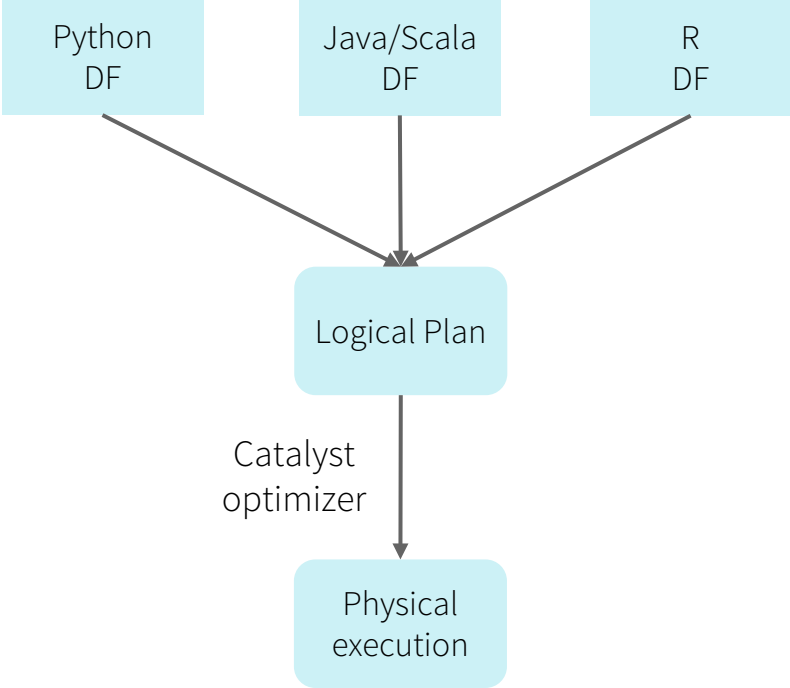 Python
DF
Java/Scala
DF
R
DF
Logical Plan
Catalyst
optimizer
Physical
execution